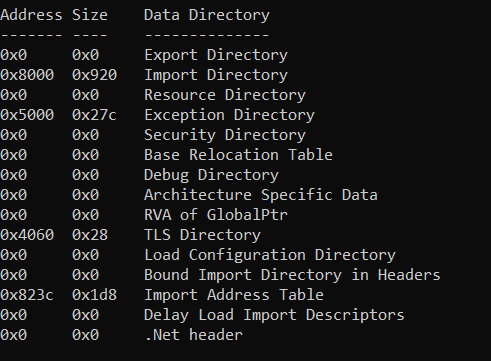 Address Size    Data Directory
------- ----    --------------
0x0     0x0     Export Directory
0x8000  0x920   Import Directory
0x0     0x0     Resource Directory
0x5000  0x27c   Exception Directory
0x0     0x0     Security Directory
0x0     0x0     Base Relocation Table
0x0     0x0     Debug Directory
0x0     0x0     Architecture Specific Data
0x0     0x0     RVA of GlobalPtr
0x4060  0x28    TLS Directory
0x0     0x0     Load Configuration Directory
0x0     0x0     Bound Import Directory in Headers
0x823c  0x1d8   Import Address Table
0x0     0x0     Delay Load Import Descriptors
0x0     0x0     .Net header